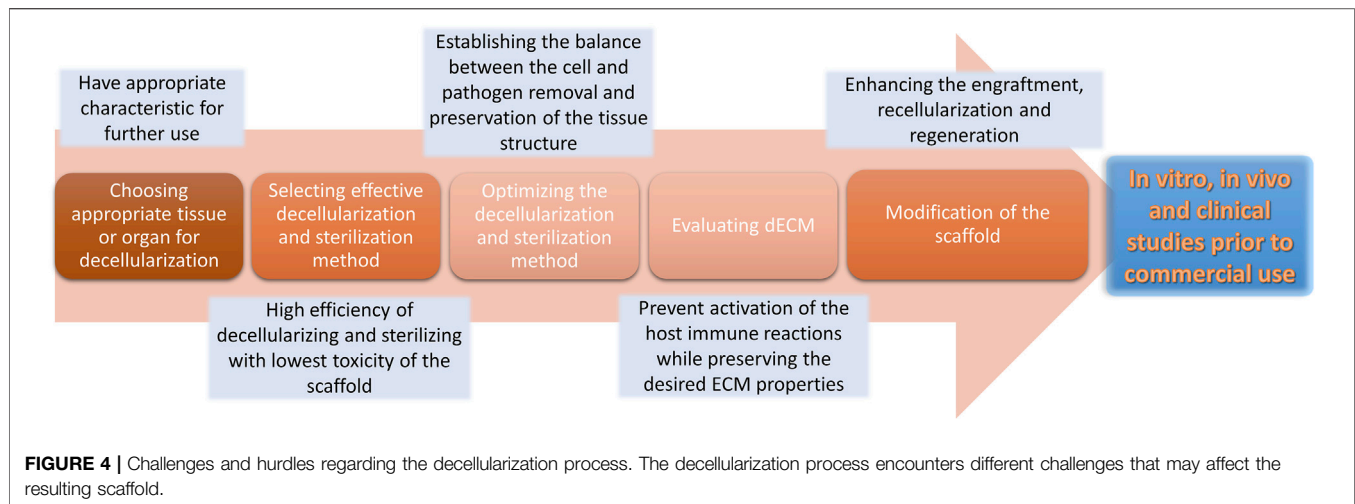 Have appropriate
characteristic for
further use
Establishing the balance
between the cell and
pathogen removal and
preservation of the tissue
structure
Enhancing the engraftment,
recellularization and
regeneration
Choosing
appropriate tissue
or organ for
decellularization
Selecting effective
decellularization
and sterilization
method
Optimizing the
decellularization
and sterilization
method
Evaluating dECM
Modification of the
scaffold
In vitro, in vivo
and clinical
studies prior to
commercial use
High efficiency of
decellularizing and sterilizing
with lowest toxicity of the
scaffold
Prevent activation of the
host immune reactions
while preserving the
desired ECM properties
FIGURE 4 | Challenges and hurdles regarding the decellularization process. The decellularization process encounters different challenges that may affect the
resulting scaffold.